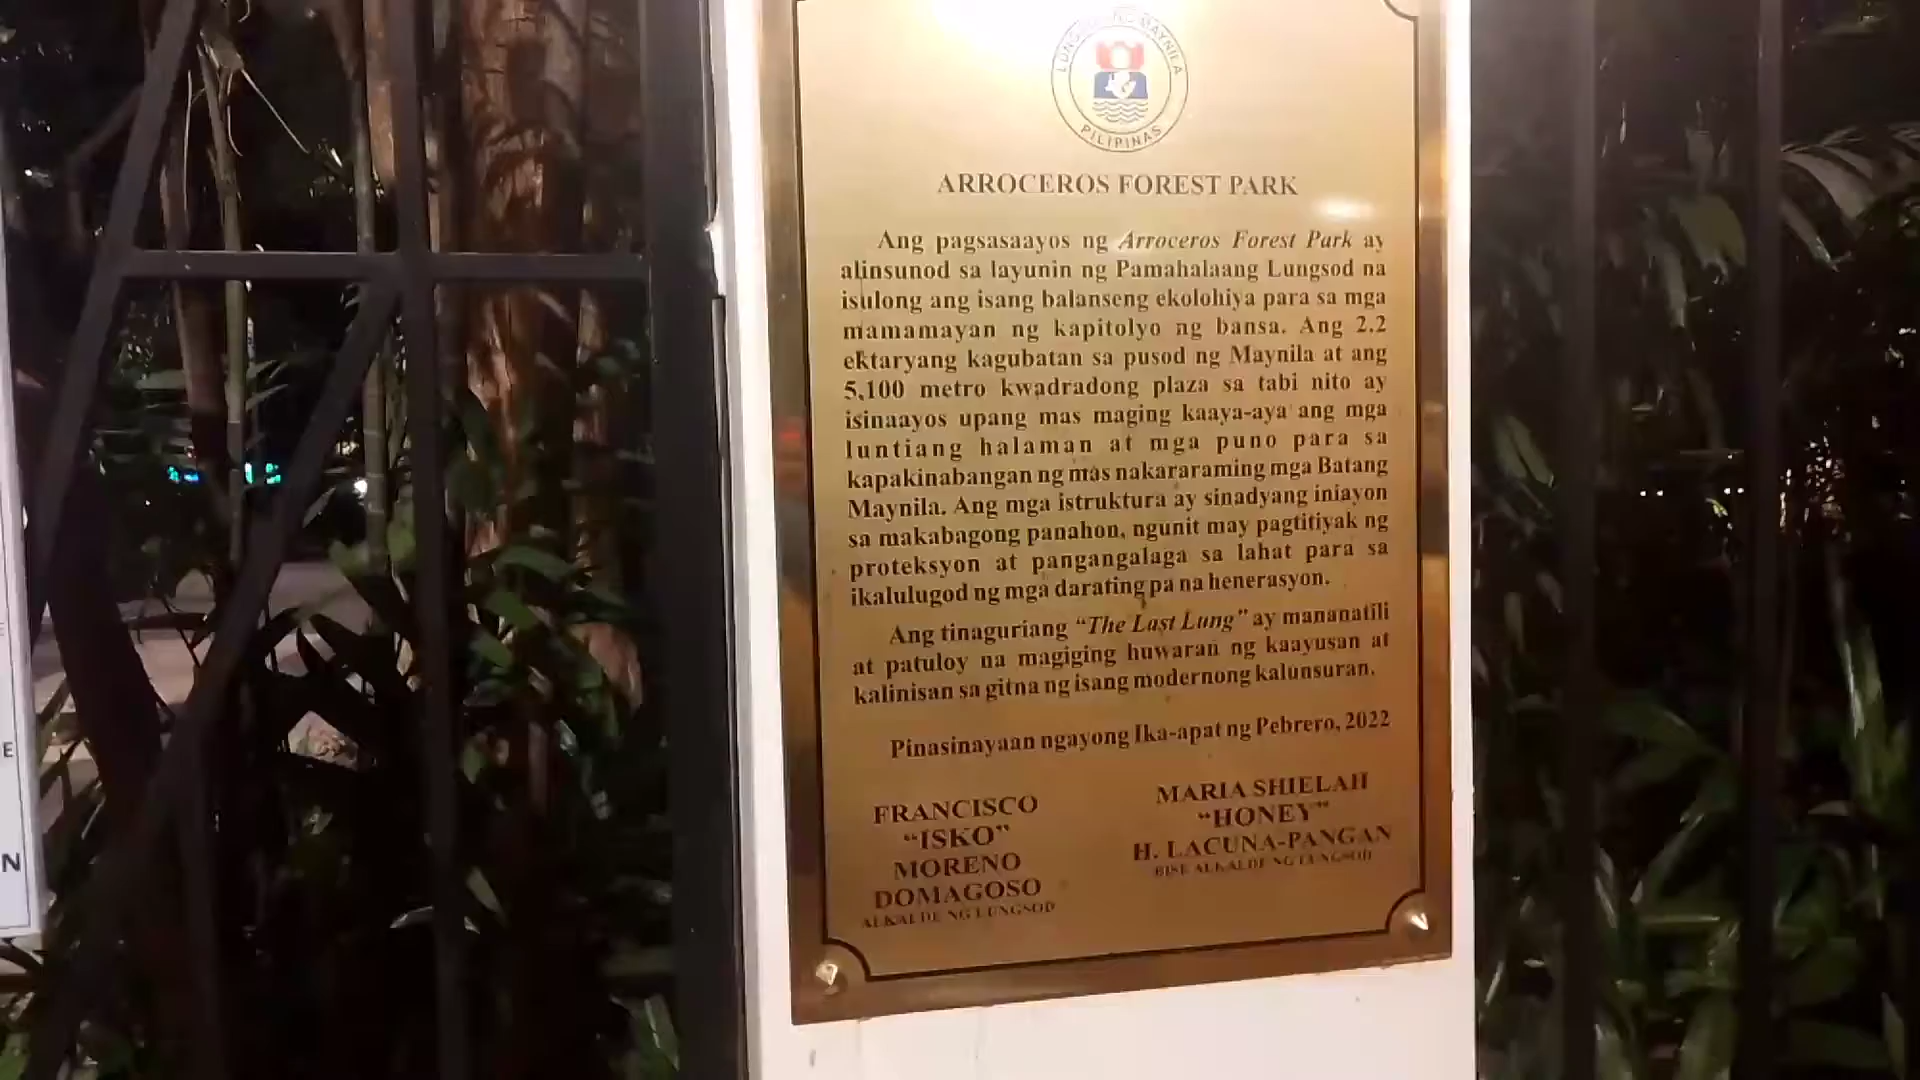 LUNGSOD NG MAYNILA
PILIPINAS
ARROCEROS FOREST PARK
Ang pagsasaayos ng Arroceros Forest Park ay
alinsunod sa layunin ng Pamahalaang Lungsod na
isulong ang isang balanseng ekolohiya para sa mga
mamamayan ng kapitolyo ng bansa. Ang 2.2
ektaryang kagubatan sa pusod ng Maynila at ang
5,100 metro kwadradong plaza sa tabi nito ay
isinaayos upang mas maging kaaya-aya ang mga
luntiang halaman at mga puno para sa
kapakinabangan ng mas nakararaming mga Batang
Maynila. Ang mga istruktura ay sinadyang iniayon
sa makabagong panahon, ngunit may pagtitiyak ng
proteksyon at pangangalaga sa lahat para sa
ikalulugod ng mga darating pa na henerasyon.
Ang tinaguriang “The Last Lung” ay mananatili
at patuloy na magiging huwaran ng kaayusan at
kalinisan sa gitna ng isang modernong kalunsuran.
Pinasinayaan ngayong Ika-apat ng Pebrero, 2022
FRANCISCO
“ISKO”
MORENO
DOMAGOSO
ALKALDE NG LUNGSOD
MARIA SHIELAH
“HONEY”
H. LACUNA-PANGAN
BISE ALKALDE NG LUNGSOD
E
N